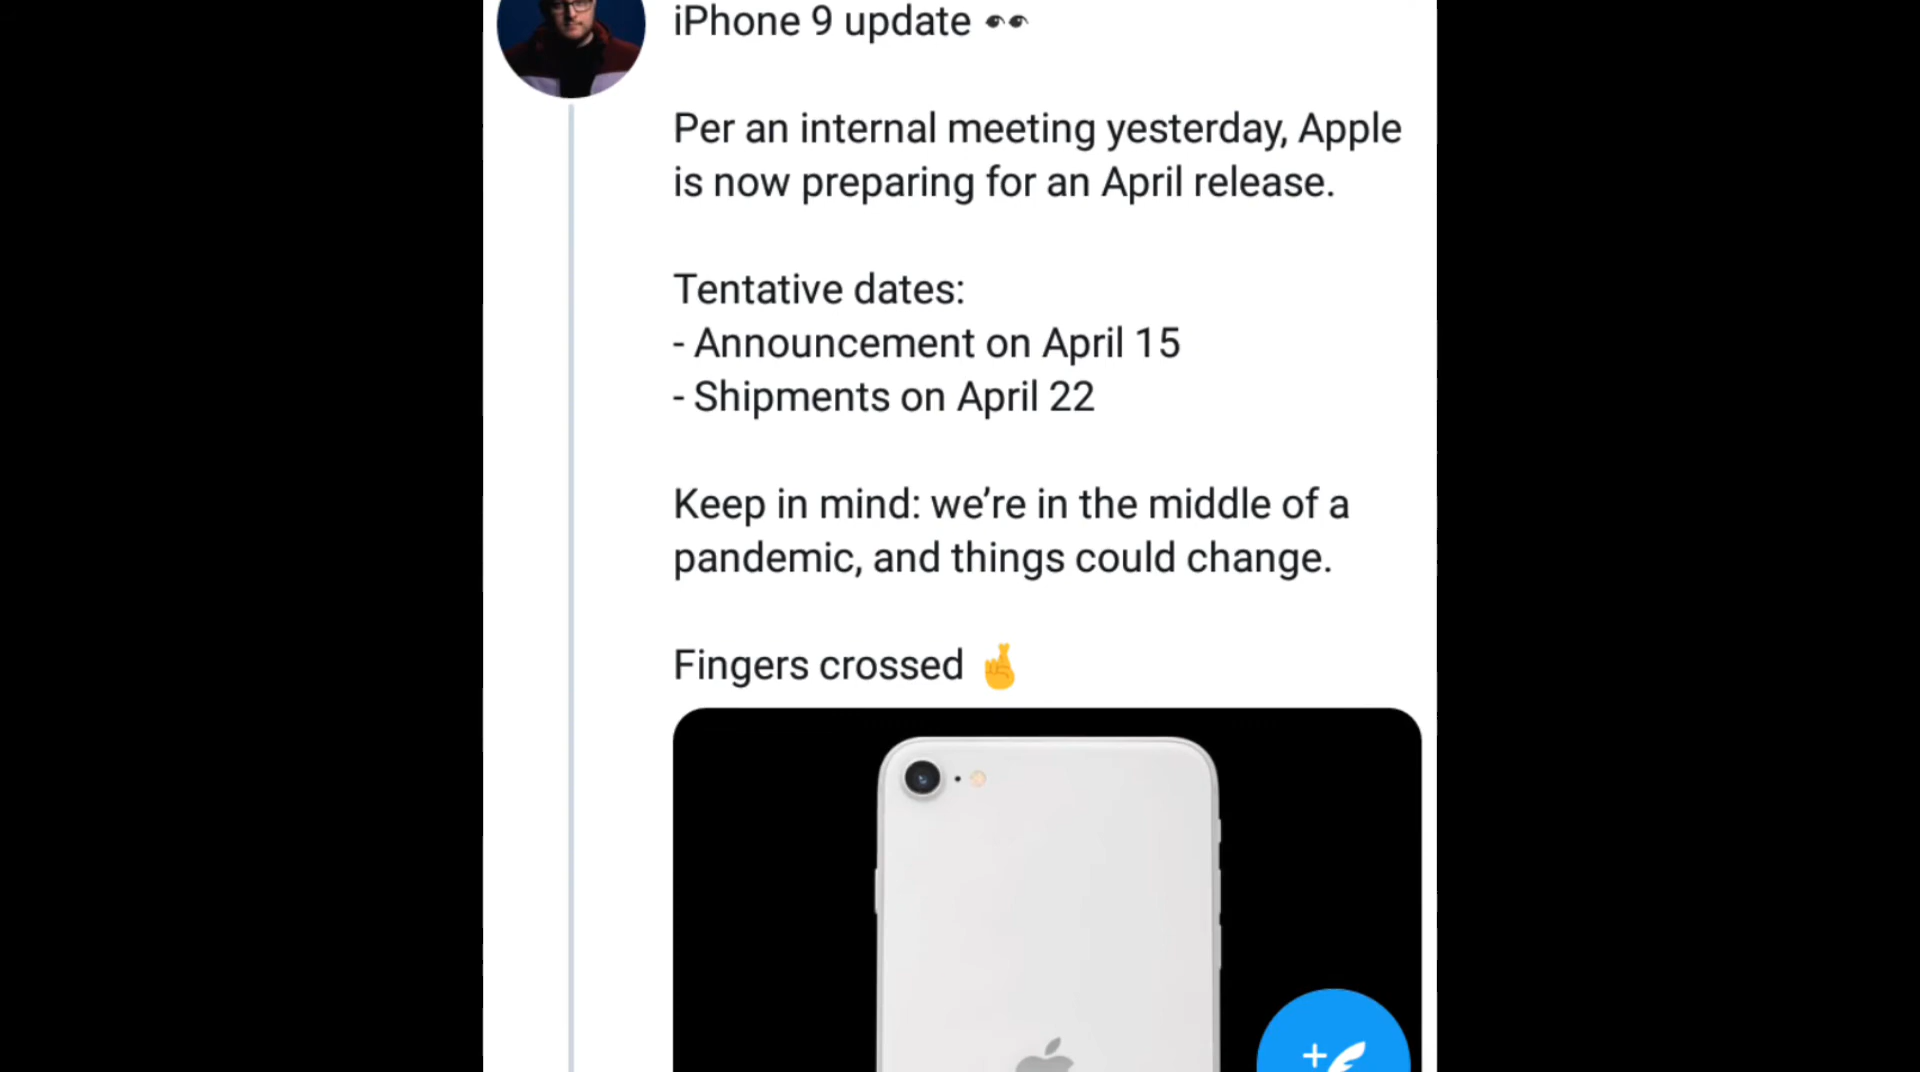 iPhone 9 update 👀
Per an internal meeting yesterday, Apple
is now preparing for an April release.
Tentative dates:
- Announcement on April 15
- Shipments on April 22
Keep in mind: we’re in the middle of a
pandemic, and things could change.
Fingers crossed 🤞